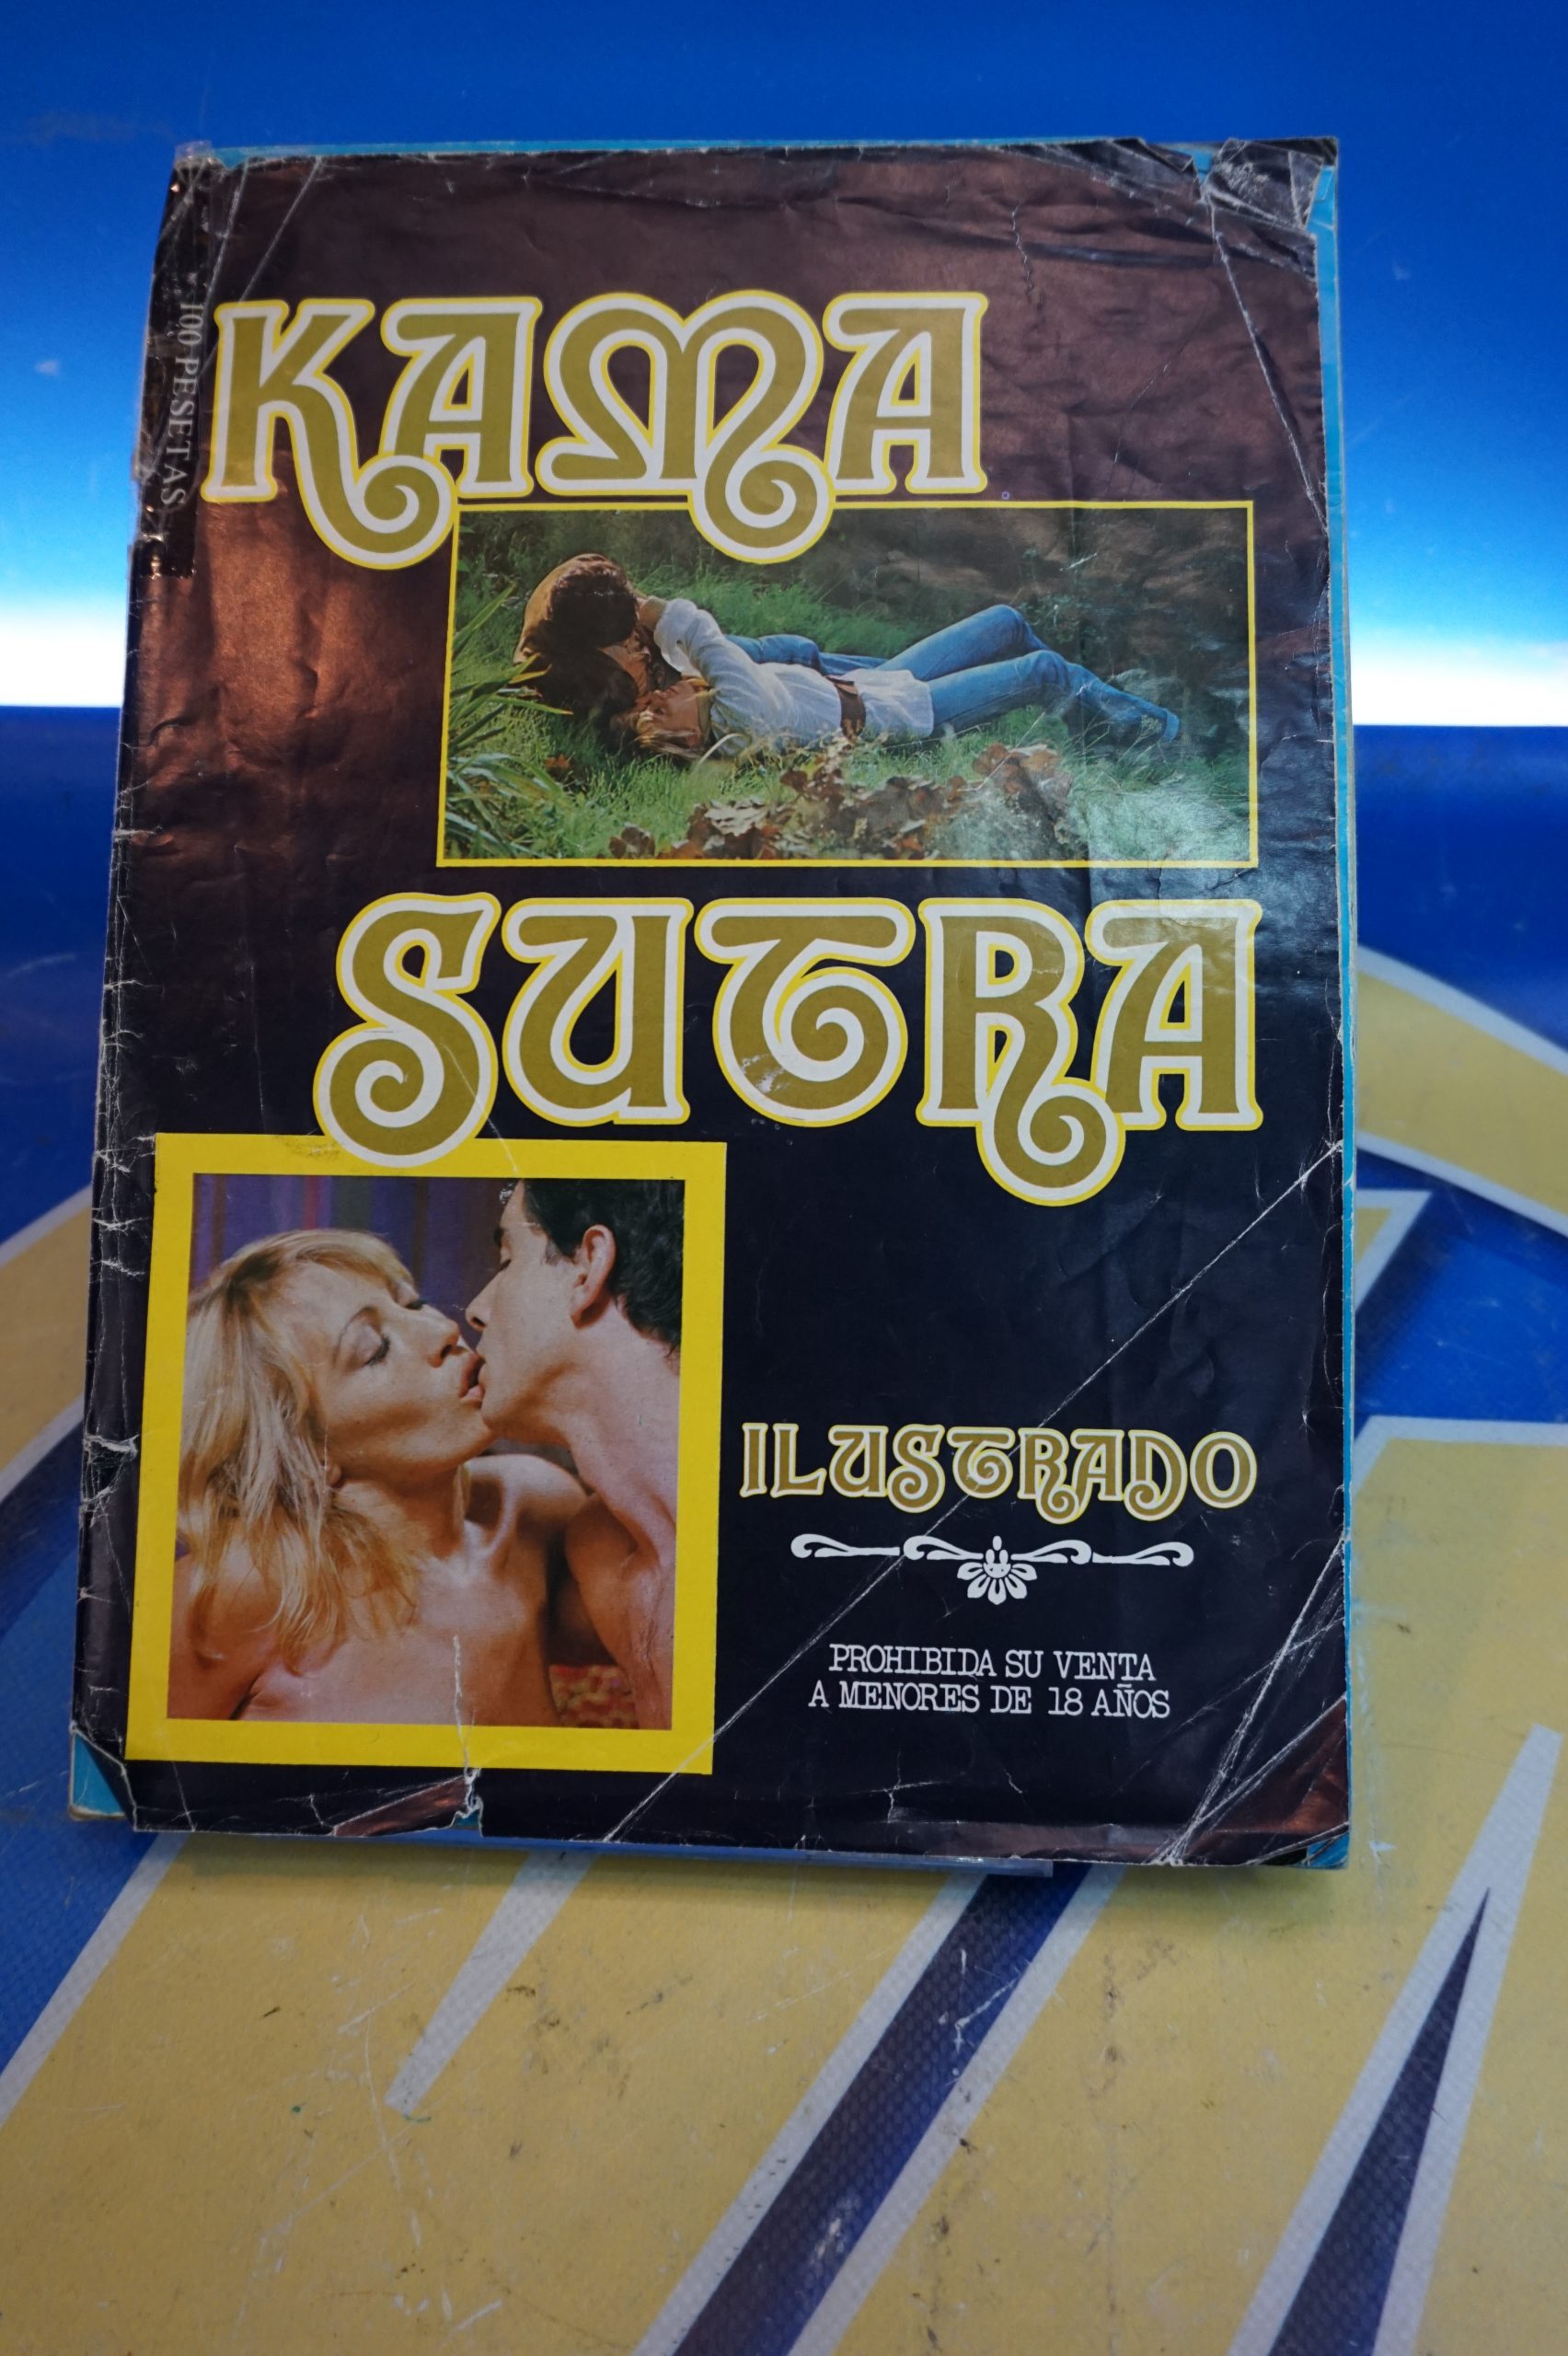 100 PESETAS
KAMA
SUTRA
ILUSTRADO
PROHIBIDA SU VENTA
A MENORES DE 18 AÑOS